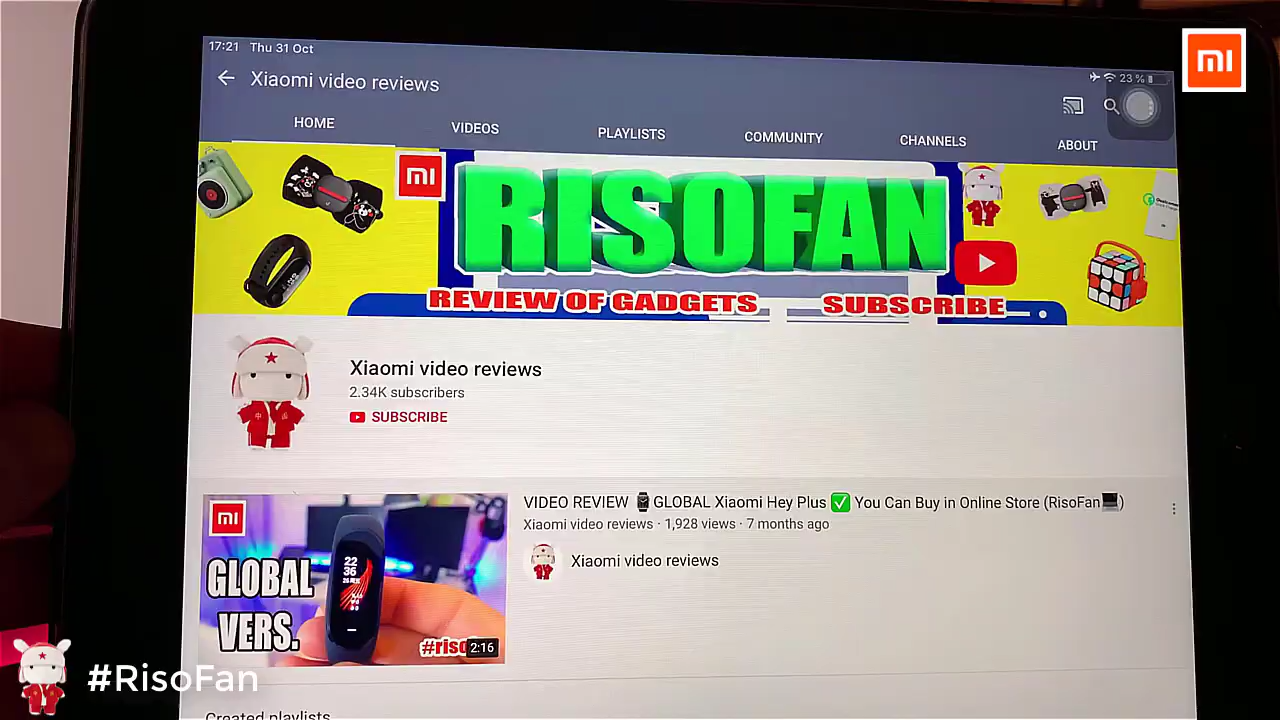 17:21 Thu 31 Oct
23 %
Xiaomi video reviews
HOME
VIDEOS
PLAYLISTS
COMMUNITY
CHANNELS
ABOUT
mi
mi
RISOFAN
REVIEW OF GADGETS
SUBSCRIBE
Xiaomi video reviews
2.34K subscribers
SUBSCRIBE
mi
GLOBAL
VERS.
22
36
#riso
2:16
VIDEO REVIEW ⌚GLOBAL Xiaomi Hey Plus ✅ You Can Buy in Online Store (RisoFan💻)
Xiaomi video reviews · 1,928 views · 7 months ago
Xiaomi video reviews
Created playlists
#RisoFan